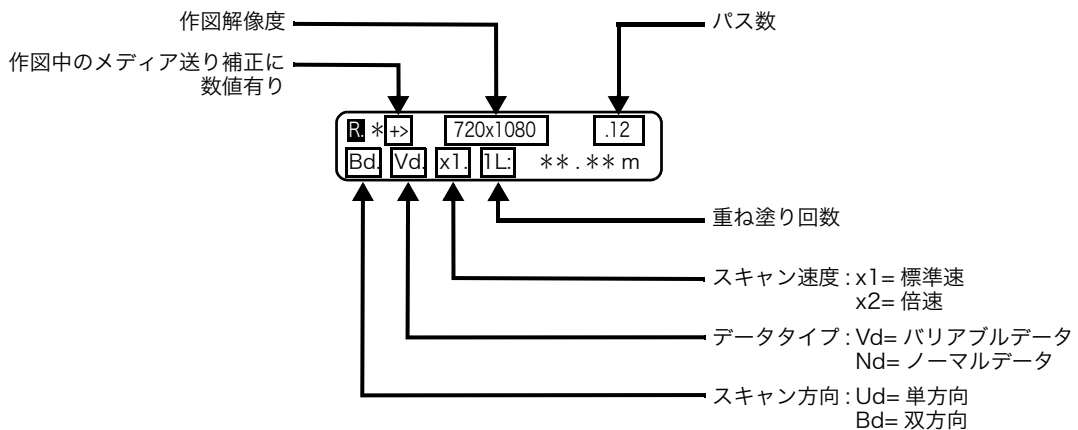 作図解像度
パス数
作図中のメディア送り補正に
数値有り
R. *+> 720x1080 .12
Bd. Vd. x1. 1L: **.**m
重ね塗り回数
スキャン速度 : x1= 標準速
x2= 倍速
データタイプ : Vd= バリアブルデータ
Nd= ノーマルデータ
スキャン方向 : Ud= 単方向
Bd= 双方向